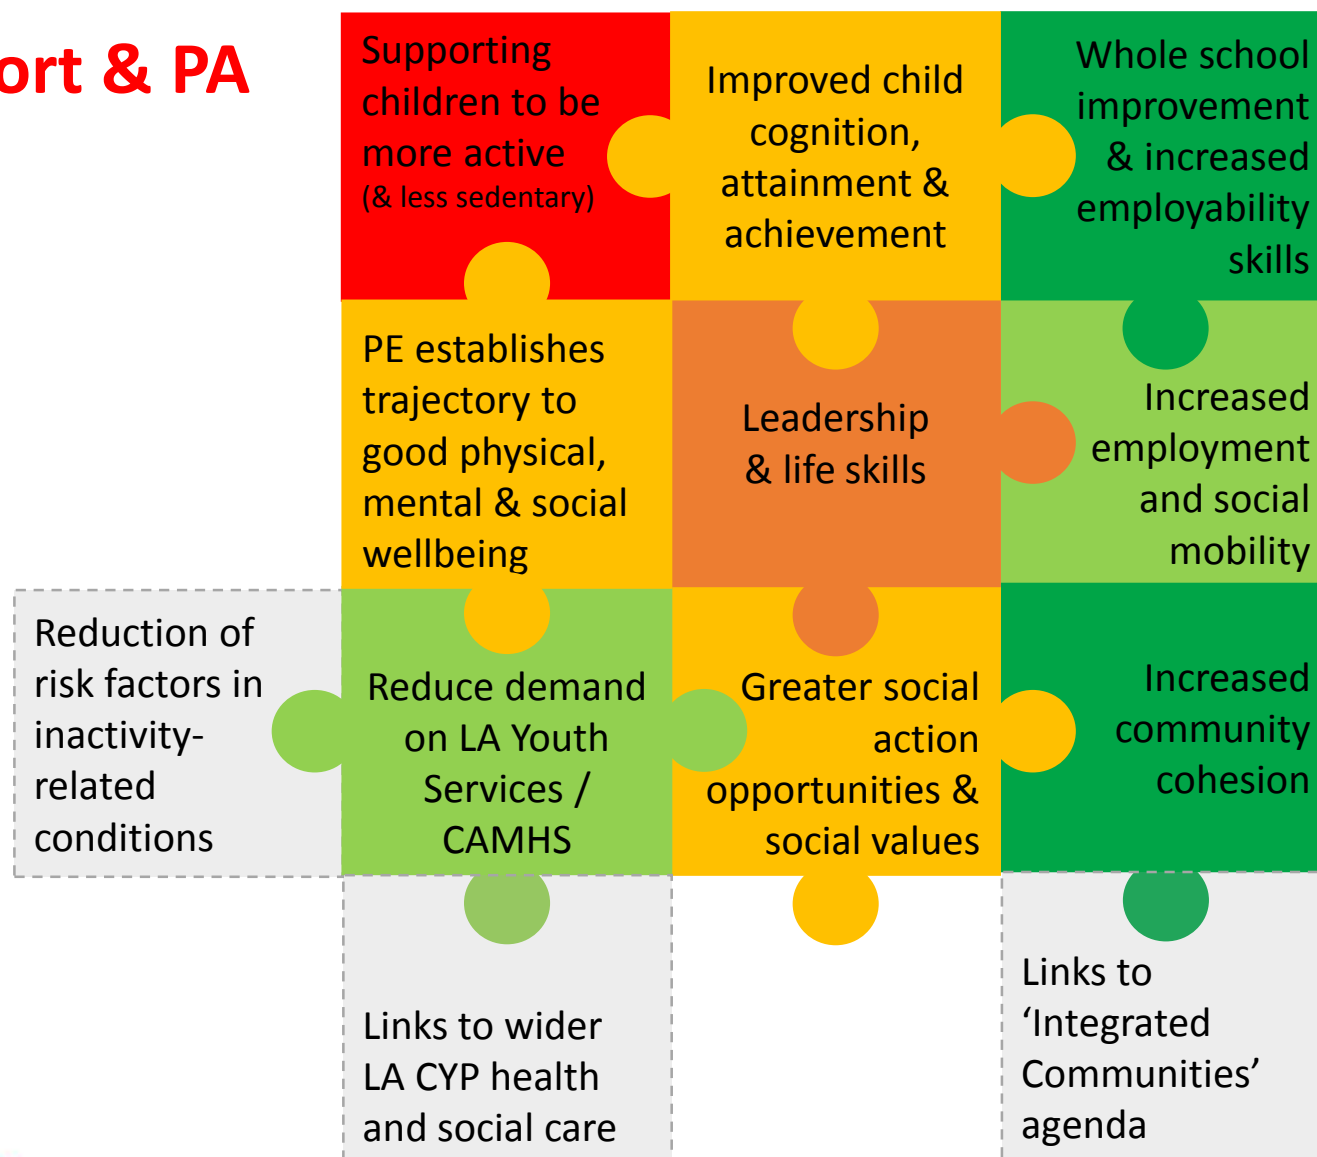 ort & PA
Supporting
children to be
more active
(& less sedentary)
Improved child
cognition,
attainment &
achievement
Whole school
improvement
& increased
employability
skills
PE establishes
trajectory to
good physical,
mental & social
wellbeing
Leadership
& life skills
Increased
employment
and social
mobility
Reduction of
risk factors in
inactivity-
related
conditions
Reduce demand
on LA Youth
Services /
CAMHS
Greater social
action
opportunities &
social values
Increased
community
cohesion
Links to wider
LA CYP health
and social care
Links to
‘Integrated
Communities’
agenda